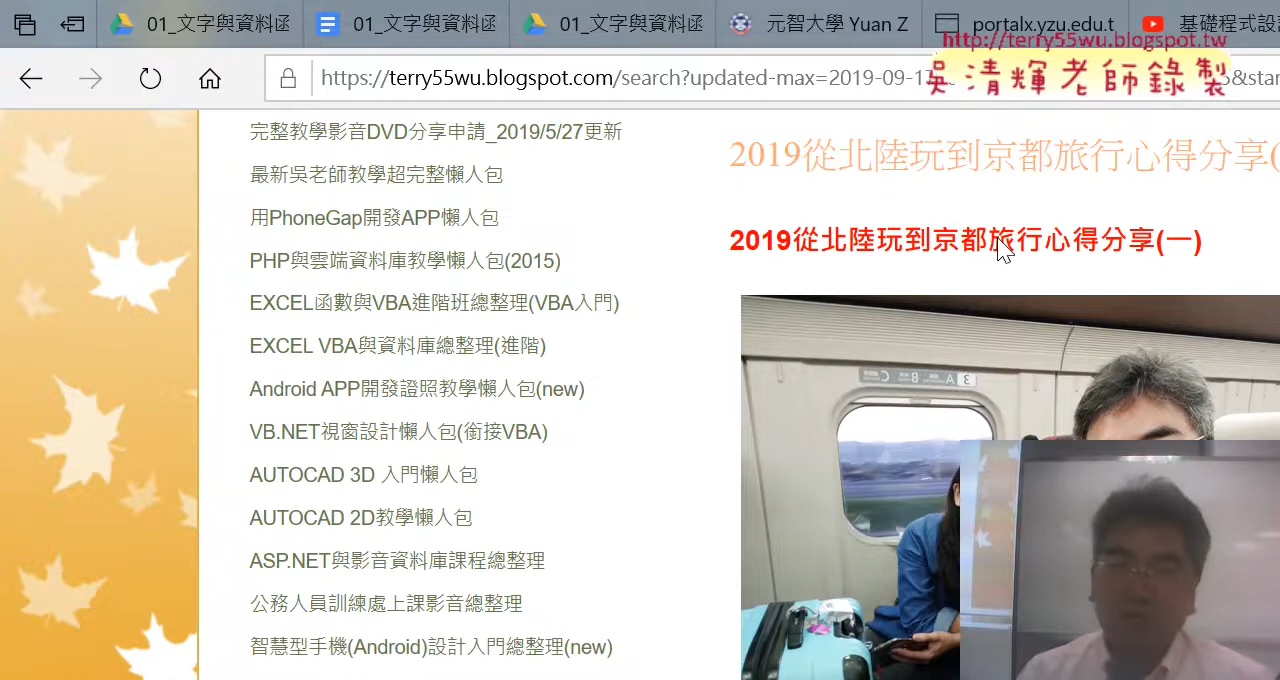 01_文字與資料函
01_文字與資料函
01_文字與資料函
元智大學 Yuan Z
portalx.yzu.edu.t
基礎程式設
http://terry55wu.blogspot.tw
吳清輝老師錄製
https://terry55wu.blogspot.com/search?updated-max=2019-09-1
&star
完整教學影音DVD分享申請_2019/5/27更新
最新吳老師教學超完整懶人包
用PhoneGap開發APP懶人包
PHP與雲端資料庫教學懶人包(2015)
EXCEL函數與VBA進階班總整理(VBA入門)
EXCEL VBA與資料庫總整理(進階)
Android APP開發證照教學懶人包(new)
VB.NET視窗設計懶人包(銜接VBA)
AUTOCAD 3D 入門懶人包
AUTOCAD 2D教學懶人包
ASP.NET與影音資料庫課程總整理
公務人員訓練處上課影音總整理
智慧型手機(Android)設計入門總整理(new)
2019從北陸玩到京都旅行心得分享(
2019從北陸玩到京都旅行心得分享(一)